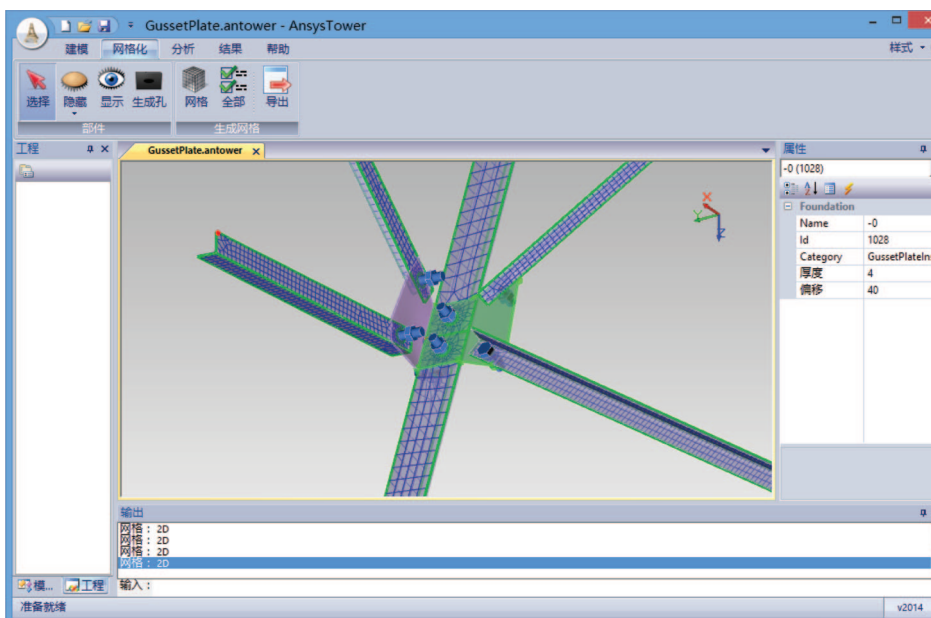 GussetPlate.antower - AnsysTower
建模 网格化 分析 结果 帮助 样式
选择 隐藏 显示 生成孔 网格 全部 导出
部件 生成网格
工程 GussetPlate.antower 属性
-0 (1028)
Foundation
Name -0
Id 1028
Category GussetPlateIn
厚度 4
偏移 40
X
Y
Z
输出
网格： 2D
网格： 2D
网格： 2D
网格： 2D
模... 工程 输入：
准备就绪 v2014